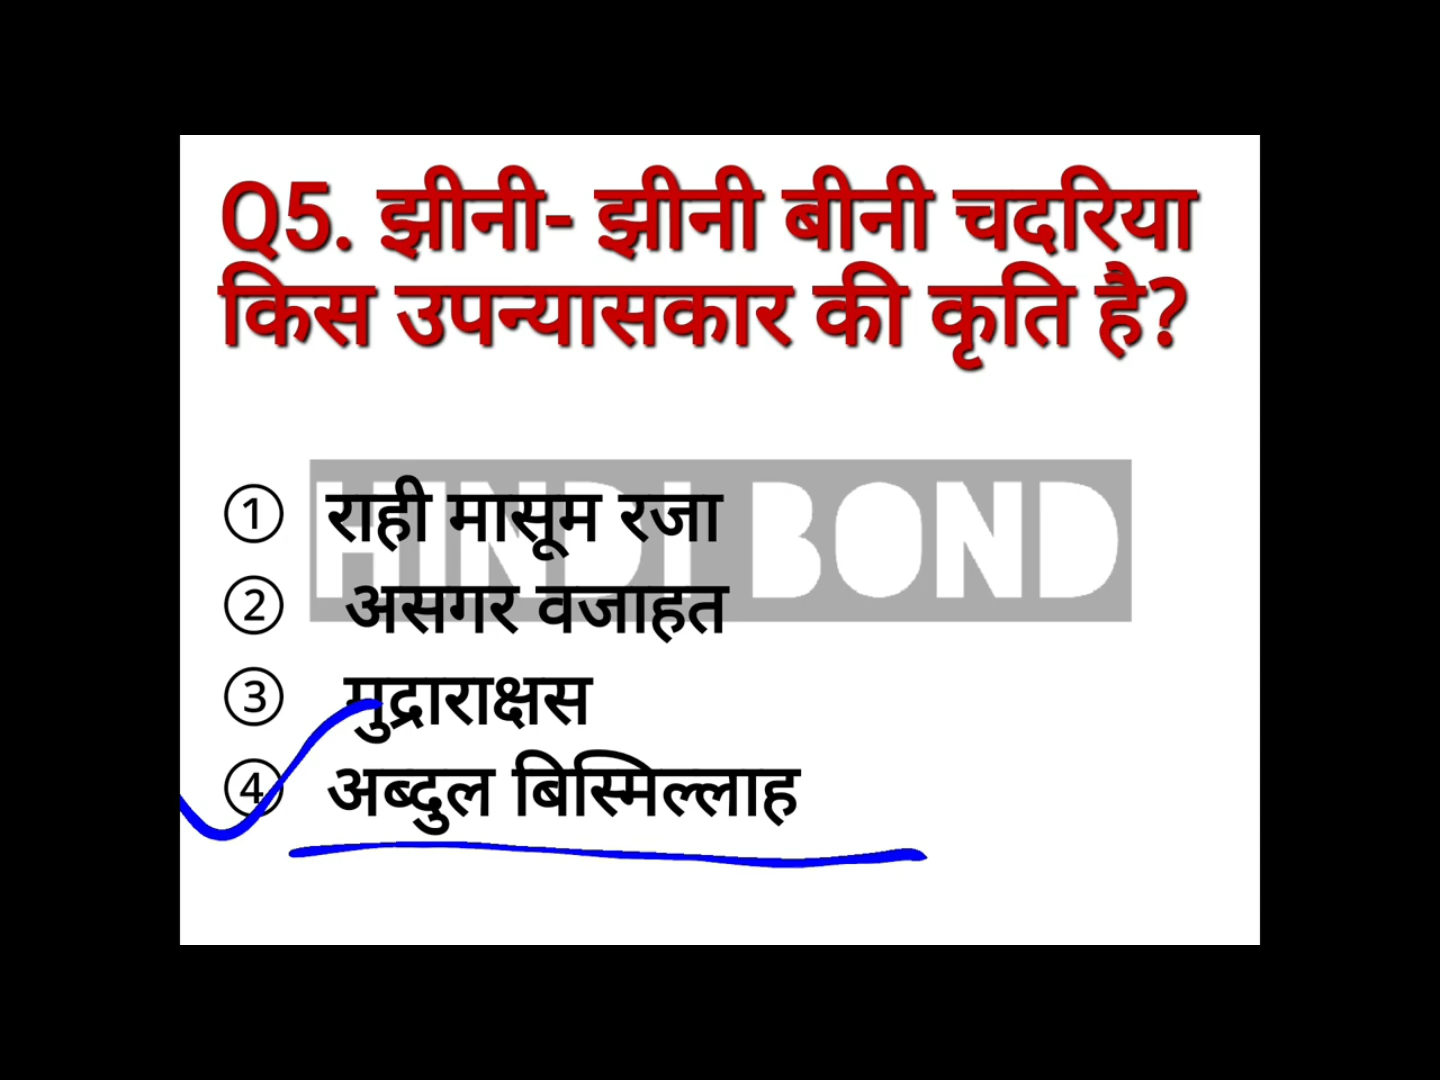 Q5. झीनी- झीनी बीनी चदरिया
किस उपन्यासकार की कृति है?
HINDI BOND
① राही मासूम रजा
② असगर वजाहत
③ मुद्राराक्षस
④ अब्दुल बिस्मिल्लाह